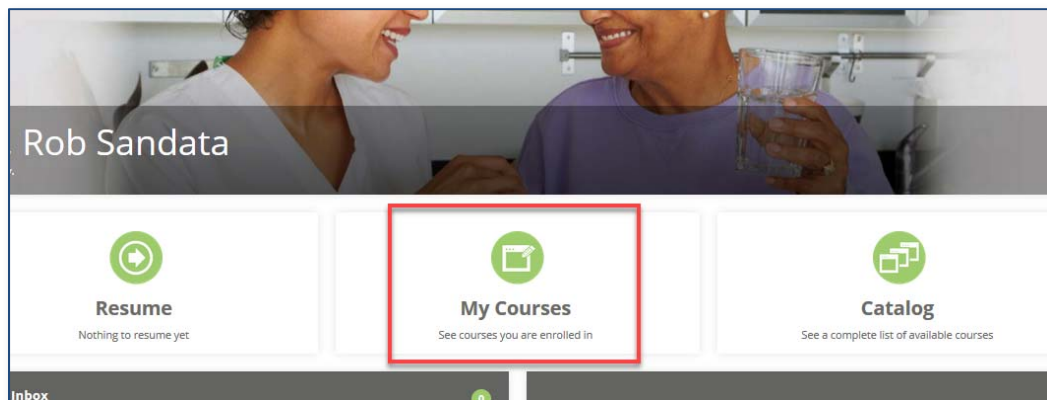 Rob Sandata
Resume
Nothing to resume yet
My Courses
See courses you are enrolled in
Catalog
See a complete list of available courses
Inbox
0